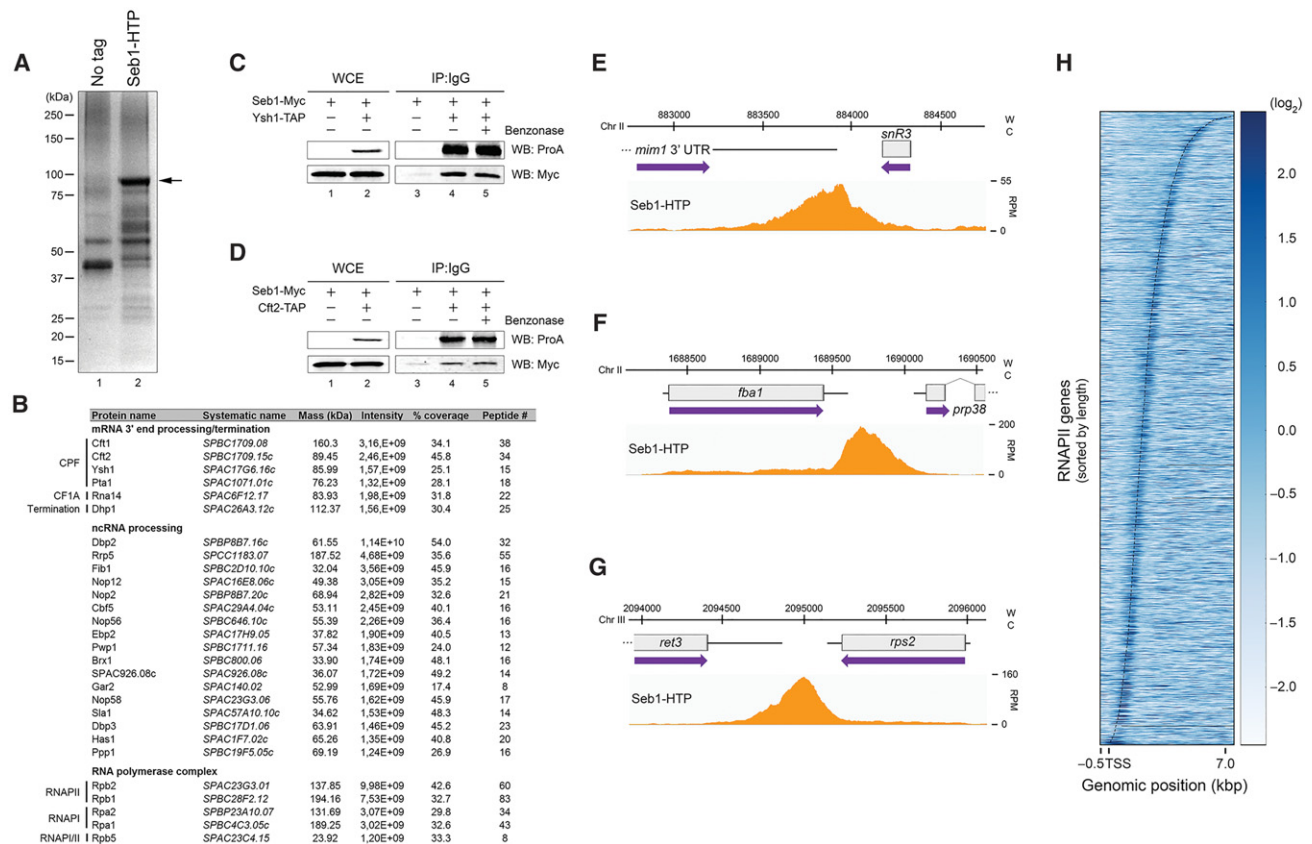 A
No tag
Seb1-HTP
(kDa)
250
150
100
75
50
37
25
20
15
1 2
B
Protein name Systematic name Mass (kDa) Intensity % coverage Peptide #
mRNA 3' end processing/termination
CPF
Cft1 SPBC1709.08 160.3 3,16,E+09 34.1 38
Cft2 SPBC1709.15c 89.45 2,46,E+09 45.8 34
Ysh1 SPAC17G6.16c 85.99 1,57,E+09 25.1 15
Pta1 SPAC1071.01c 76.23 1,32,E+09 28.1 18
CF1A Rna14 SPAC6F12.17 83.93 1,98,E+09 31.8 22
Termination Dhp1 SPAC26A3.12c 112.37 1,56,E+09 30.4 25
ncRNA processing
Dbp2 SPBP8B7.16c 61.55 1,14E+10 54.0 32
Rrp5 SPCC1183.07 187.52 4,68E+09 35.6 55
Fib1 SPBC2D10.10c 32.04 3,56E+09 45.9 16
Nop12 SPAC16E8.06c 49.38 3,05E+09 35.2 15
Nop2 SPBP8B7.20c 68.94 2,82E+09 32.6 21
Cbf5 SPAC29A4.04c 53.11 2,45E+09 40.1 16
Nop56 SPBC646.10c 55.39 2,26E+09 36.4 16
Ebp2 SPAC17H9.05 37.82 1,90E+09 40.5 13
Pwp1 SPBC1711.16 57.34 1,83E+09 24.0 12
Brx1 SPBC800.06 33.90 1,74E+09 48.1 16
SPAC926.08c SPAC926.08c 36.07 1,72E+09 49.2 14
Gar2 SPAC140.02 52.99 1,69E+09 17.4 8
Nop58 SPAC23G3.06 55.76 1,62E+09 45.9 17
Sla1 SPAC57A10.10c 34.62 1,53E+09 48.3 14
Dbp3 SPBC17D1.06 63.91 1,46E+09 45.2 23
Has1 SPAC1F7.02c 65.26 1,35E+09 40.8 20
Ppp1 SPBC19F5.05c 69.19 1,24E+09 26.9 16
RNA polymerase complex
RNAPII
Rpb2 SPAC23G3.01 137.85 9,98E+09 42.6 60
Rpb1 SPBC28F2.12 194.16 7,53E+09 32.7 83
RNAPI
Rpa2 SPBP23A10.07 131.69 3,07E+09 29.8 34
Rpa1 SPBC4C3.05c 189.25 3,02E+09 32.6 43
RNAPI/II Rpb5 SPAC23C4.15 23.92 1,20E+09 33.3 8
C
WCE IP:IgG
Seb1-Myc + + + + +
Ysh1-TAP − + − + +
− − − − + Benzonase
WB: ProA
WB: Myc
1 2 3 4 5
D
WCE IP:IgG
Seb1-Myc + + + + +
Cft2-TAP − + − + +
− − − − + Benzonase
WB: ProA
WB: Myc
1 2 3 4 5
E
883000 883500 884000 884500
Chr II
W
C
snR3
... mim1 3' UTR
Seb1-HTP
55
RPM
0
F
1688500 1689000 1689500 1690000 1690500
Chr II
W
C
fba1
prp38
...
Seb1-HTP
200
RPM
0
G
2094000 2094500 2095000 2095500 2096000
Chr III
W
C
...
ret3
rps2
Seb1-HTP
160
RPM
0
H
(log2)
2.0
1.5
1.0
0.5
0.0
−0.5
−1.0
−1.5
−2.0
RNAPII genes
(sorted by length)
−0.5 TSS 7.0
Genomic position (kbp)